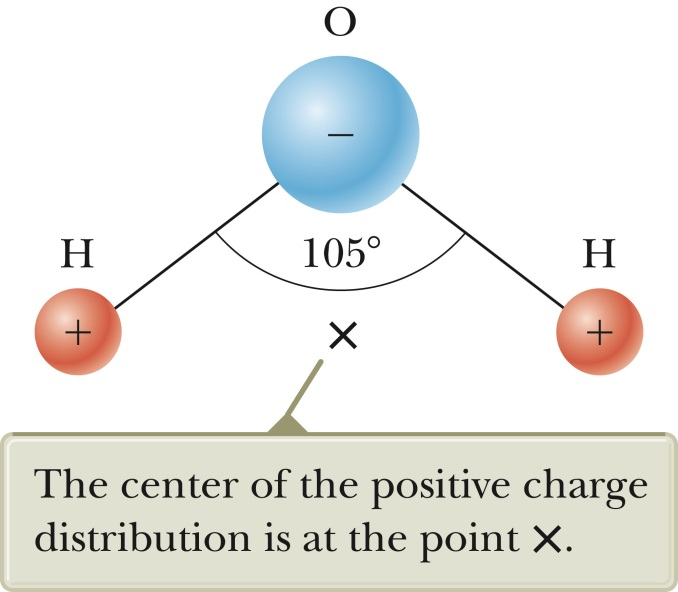 O
−
105°
H
H
+
×
+
The center of the positive charge
distribution is at the point ×.